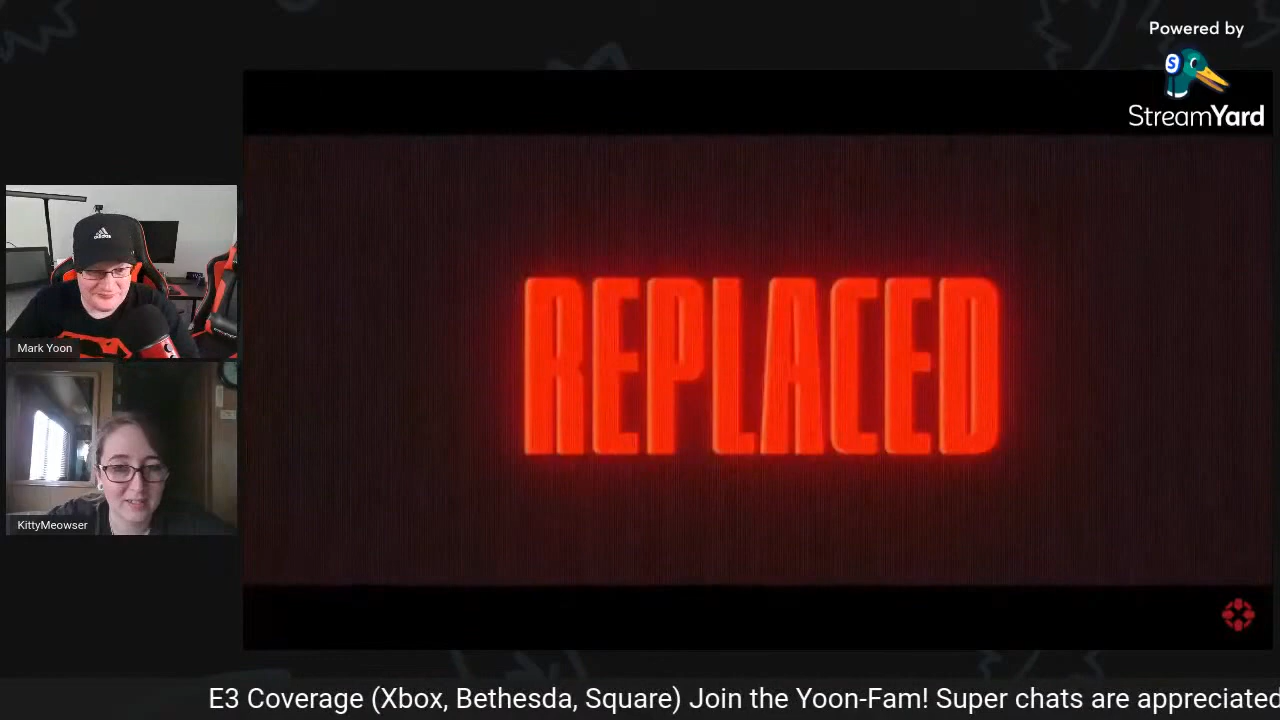 Powered by
StreamYard
adidas
Mark Yoon
KittyMeowser
REPLACED
E3 Coverage (Xbox, Bethesda, Square) Join the Yoon-Fam! Super chats are appreciated